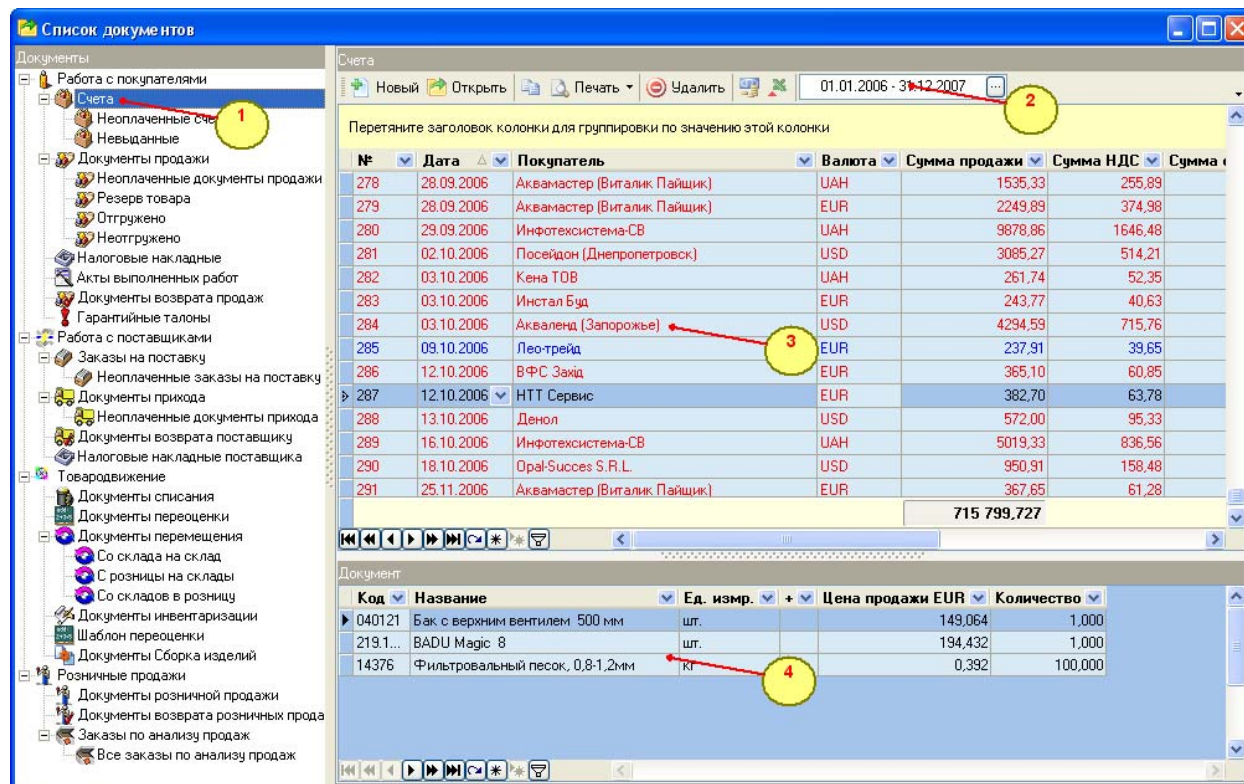 Список документов
Документы
Работа с покупателями
Счета
Неоплаченные
Невыданные
Документы продажи
Неоплаченные документы продажи
Резерв товара
Отгружено
Неотгружено
Налоговые накладные
Акты выполненных работ
Документы возврата продаж
Гарантийные талоны
Работа с поставщиками
Заказы на поставку
Неоплаченные заказы на поставку
Документы прихода
Неоплаченные документы прихода
Документы возврата поставщику
Налоговые накладные поставщика
Товародвижение
Документы списания
Документы переоценки
Документы перемещения
Со склада на склад
С розницы на склады
Со складов в розницу
Документы инвентаризации
Шаблон переоценки
Документы Сборка изделий
Розничные продажи
Документы розничной продажи
Документы возврата розничных прода
Заказы по анализу продаж
Все заказы по анализу продаж
1
Счета
Новый Открыть Печать Удалить 01.01.2006 - 31.12.2007 ...
2
Перетяните заголовок колонки для группировки по значению этой колонки
№ Дата Покупатель Валюта Сумма продажи Сумма НДС Сумма
278 28.09.2006 Аквамастер (Виталик Пайщик) UAH 1535,33 255,89
279 28.09.2006 Аквамастер (Виталик Пайщик) EUR 2249,89 374,98
280 29.09.2006 Инфотехсистема-СВ UAH 9878,86 1646,48
281 02.10.2006 Посейдон (Днепропетровск) USD 3085,27 514,21
282 03.10.2006 Кена ТОВ UAH 261,74 52,35
283 03.10.2006 Инстал Буд EUR 243,77 40,63
284 03.10.2006 Акваленд (Запорожье) USD 4294,59 715,76
3
285 09.10.2006 Лео-трейд EUR 237,91 39,65
286 12.10.2006 ВФС Захід EUR 365,10 60,85
287 12.10.2006 НТТ Сервис EUR 382,70 63,78
288 13.10.2006 Денол USD 572,00 95,33
289 16.10.2006 Инфотехсистема-СВ UAH 5019,33 836,56
290 18.10.2006 Opal-Succes S.R.L. USD 950,91 158,48
291 25.11.2006 Аквамастер (Виталик Пайщик) EUR 367,65 61,28
715 799,727
Документ
Код Название Ед. измр. + Цена продажи EUR Количество
040121 Бак с верхним вентилем 500 мм шт. 149,064 1,000
219.1... BADU Magic 8 шт. 194,432 1,000
14376 Фильтровальный песок, 0,8-1,2мм кг 0,392 100,000
4